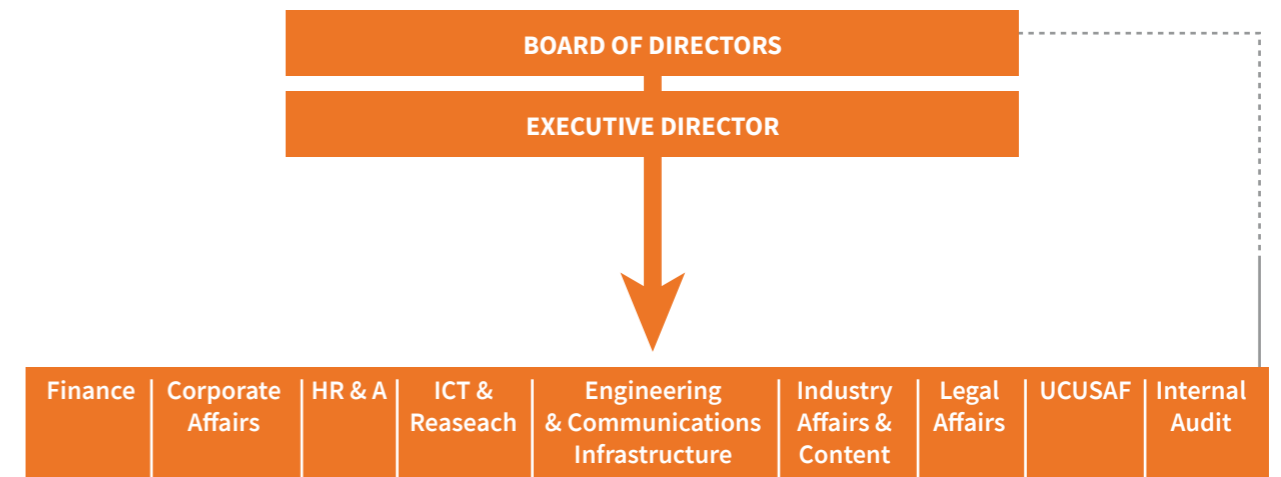 BOARD OF DIRECTORS
EXECUTIVE DIRECTOR
Finance
Corporate
Affairs
HR & A
ICT &
Reaseach
Engineering
& Communications
Infrastructure
Industry
Affairs &
Content
Legal
Affairs
UCUSAF
Internal
Audit